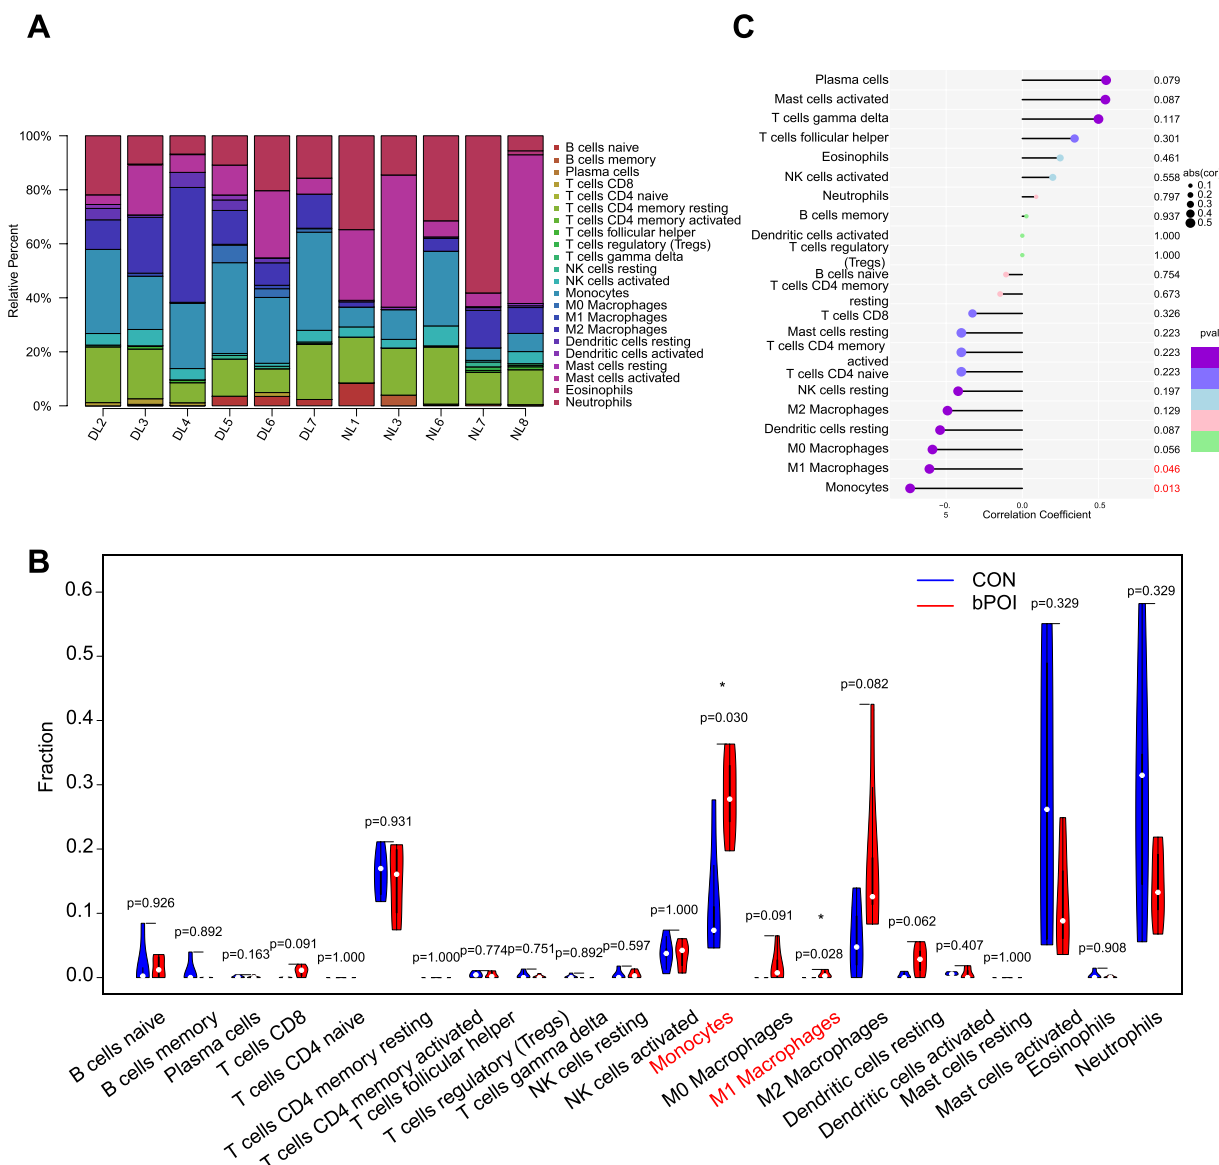 A
100%
80%
60%
40%
20%
0%
Relative Percent
DL2
DL3
DL4
DL5
DL6
DL7
NL1
NL3
NL6
NL7
NL8
B cells naive
B cells memory
Plasma cells
T cells CD8
T cells CD4 naive
T cells CD4 memory resting
T cells CD4 memory activated
T cells follicular helper
T cells regulatory (Tregs)
T cells gamma delta
NK cells resting
NK cells activated
Monocytes
M0 Macrophages
M1 Macrophages
M2 Macrophages
Dendritic cells resting
Dendritic cells activated
Mast cells resting
Mast cells activated
Eosinophils
Neutrophils
C
Plasma cells 0.079
Mast cells activated 0.087
T cells gamma delta 0.117
T cells follicular helper 0.301
Eosinophils 0.461
NK cells activated 0.558
Neutrophils 0.797
B cells memory 0.937
Dendritic cells activated 1.000
T cells regulatory
(Tregs) 1.000
B cells naive 0.754
T cells CD4 memory
resting 0.673
T cells CD8 0.326
Mast cells resting 0.223
T cells CD4 memory
actived 0.223
T cells CD4 naive 0.223
NK cells resting 0.197
M2 Macrophages 0.129
Dendritic cells resting 0.087
M0 Macrophages 0.056
M1 Macrophages 0.046
Monocytes 0.013
-0.
5
0.0
0.5
Correlation Coefficient
abs(cor
0.1
0.2
0.3
0.4
0.5
pval
B
0.6
0.5
0.4
0.3
0.2
0.1
0.0
Fraction
CON
bPOI
p=0.926
p=0.892
p=0.163
p=0.091
p=1.000
p=0.931
p=1.000
p=0.774
p=0.751
p=0.892
p=0.597
p=1.000
*
p=0.030
p=0.091
*
p=0.028
p=0.082
p=0.062
p=0.407
p=1.000
p=0.329
p=0.908
p=0.329
B cells naive
B cells memory
Plasma cells
T cells CD8
T cells CD4 naive
T cells CD4 memory resting
T cells CD4 memory activated
T cells follicular helper
T cells regulatory (Tregs)
T cells gamma delta
NK cells resting
NK cells activated
Monocytes
M0 Macrophages
M1 Macrophages
M2 Macrophages
Dendritic cells resting
Dendritic cells activated
Mast cells resting
Mast cells activated
Eosinophils
Neutrophils